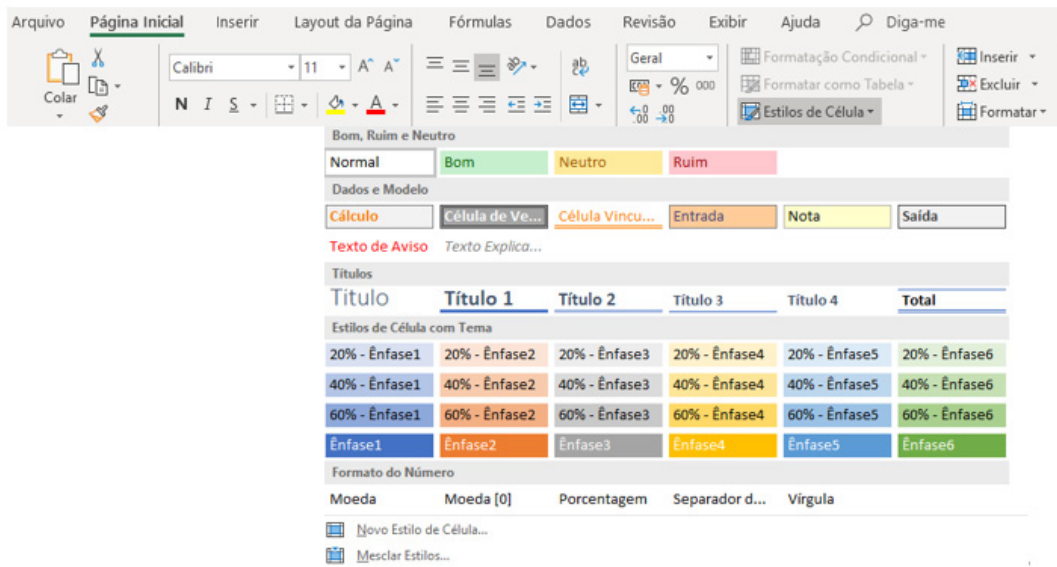 Arquivo Página Inicial Inserir Layout da Página Fórmulas Dados Revisão Exibir Ajuda Diga-me
Colar
Calibri 11 A^ A˅
N I S A
ab
Geral
% 000
Formatação Condicional
Formatar como Tabela
Estilos de Célula
Inserir
Excluir
Formatar
Bom, Ruim e Neutro
Normal Bom Neutro Ruim
Dados e Modelo
Cálculo Célula de Ve... Célula Vincu... Entrada Nota Saída
Texto de Aviso Texto Explica...
Títulos
Título Título 1 Título 2 Título 3 Título 4 Total
Estilos de Célula com Tema
20% - Ênfase1 20% - Ênfase2 20% - Ênfase3 20% - Ênfase4 20% - Ênfase5 20% - Ênfase6
40% - Ênfase1 40% - Ênfase2 40% - Ênfase3 40% - Ênfase4 40% - Ênfase5 40% - Ênfase6
60% - Ênfase1 60% - Ênfase2 60% - Ênfase3 60% - Ênfase4 60% - Ênfase5 60% - Ênfase6
Ênfase1 Ênfase2 Ênfase3 Ênfase4 Ênfase5 Ênfase6
Formato do Número
Moeda Moeda [0] Porcentagem Separador d... Vírgula
Novo Estilo de Célula...
Mesclar Estilos...